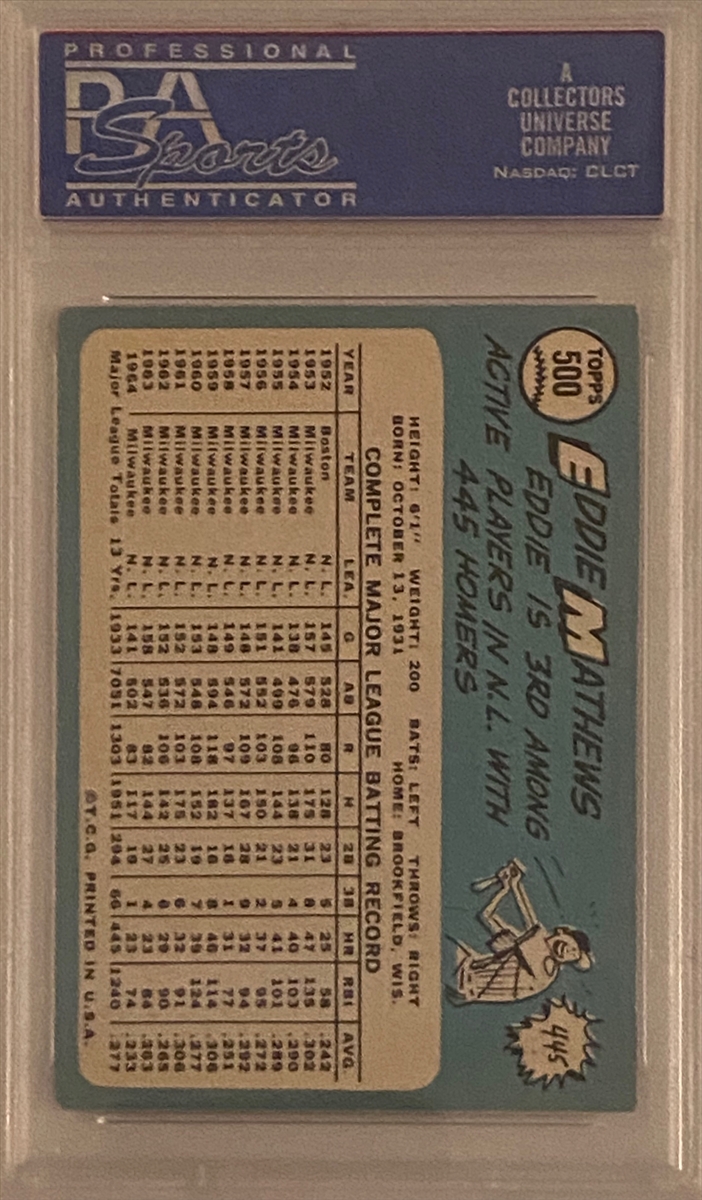 PROFESSIONAL
PSA
Sports
AUTHENTICATOR
A
COLLECTORS
UNIVERSE
COMPANY
NASDAQ: CLCT
TOPPS
500
EDDIE MATHEWS
EDDIE IS 3RD AMONG
ACTIVE PLAYERS IN N.L. WITH
445 HOMERS
445
HEIGHT: 6'1" WEIGHT: 200 BATS: LEFT THROWS: RIGHT
BORN: OCTOBER 13, 1931 HOME: BROOKFIELD, WIS.
COMPLETE MAJOR LEAGUE BATTING RECORD
YEAR TEAM LEA. G AB R H 2B 3B HR RBI AVG.
1952 Boston N. L. 145 528 80 128 23 5 25 58 .242
1953 Milwaukee N. L. 157 579 110 175 31 8 47 135 .302
1954 Milwaukee N. L. 138 476 96 138 21 4 40 103 .290
1955 Milwaukee N. L. 141 499 108 144 23 5 41 101 .289
1956 Milwaukee N. L. 151 552 103 150 21 2 37 95 .272
1957 Milwaukee N. L. 148 572 109 167 28 9 32 94 .292
1958 Milwaukee N. L. 149 546 97 137 18 1 31 77 .251
1959 Milwaukee N. L. 148 594 118 182 16 8 46 114 .306
1960 Milwaukee N. L. 153 548 108 152 19 7 39 124 .277
1961 Milwaukee N. L. 152 572 103 175 23 6 32 91 .306
1962 Milwaukee N. L. 152 536 106 142 25 6 29 90 .265
1963 Milwaukee N. L. 158 547 82 144 27 4 23 84 .263
1964 Milwaukee N. L. 141 502 83 117 19 1 23 74 .233
Major League Totals 13 Yrs. 1933 7051 1303 1951 294 66 445 1240 .277
©T.C.G. PRINTED IN U.S.A.